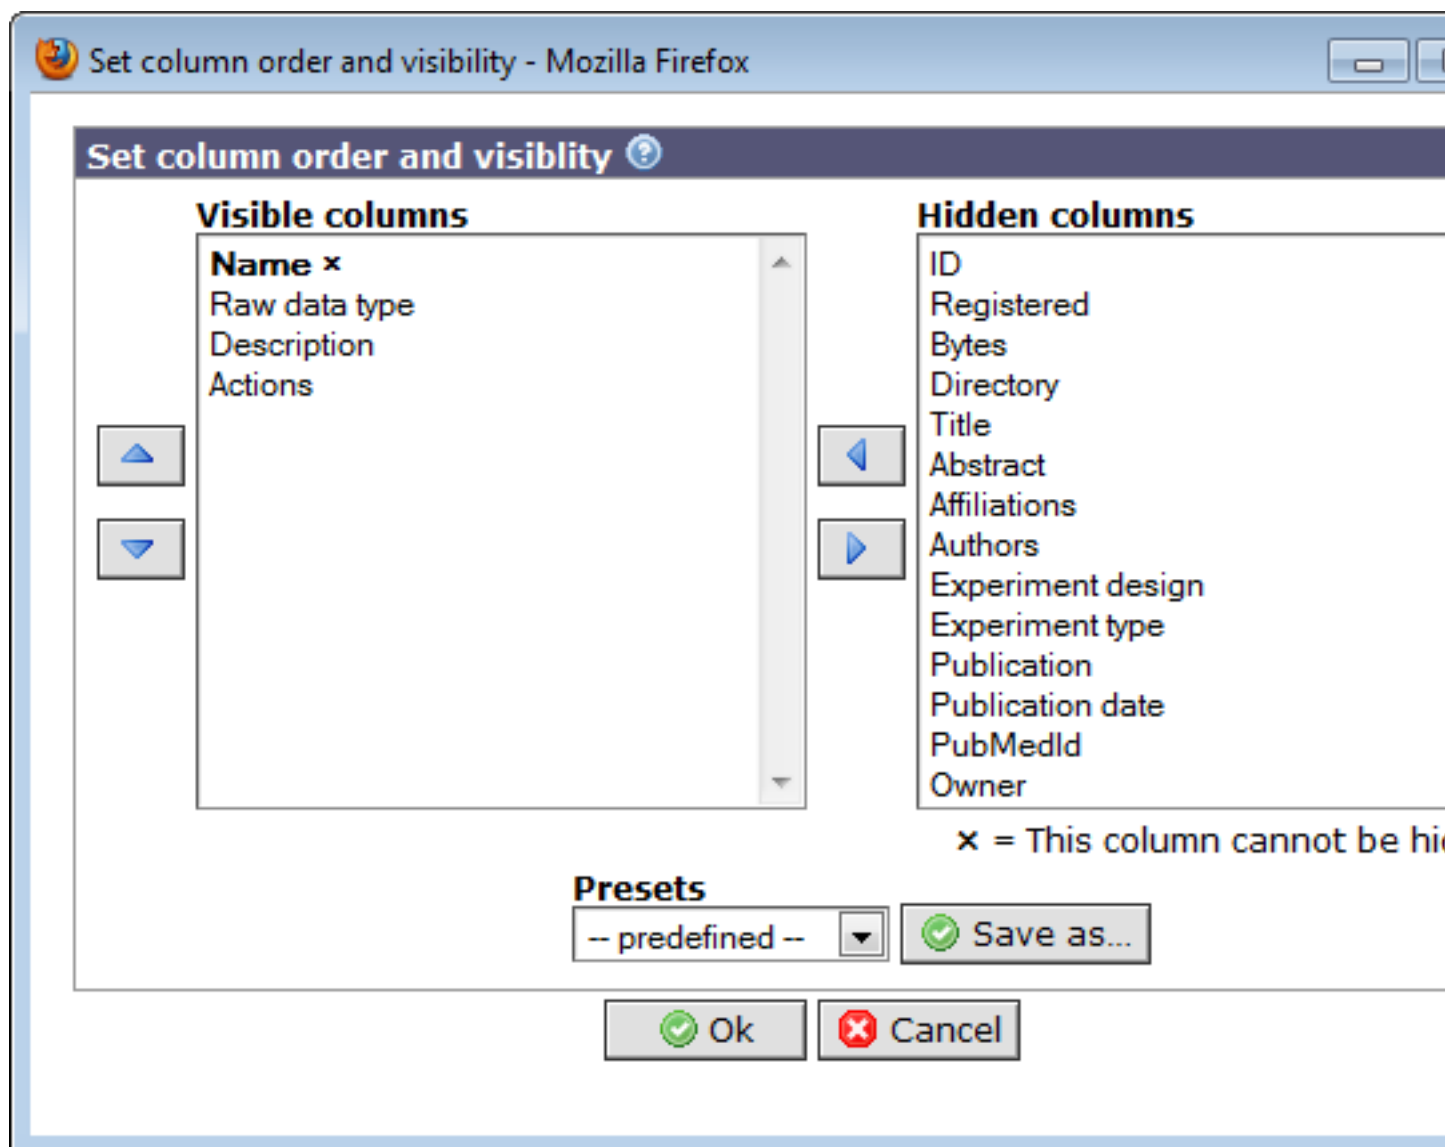 Set column order and visibility - Mozilla Firefox
Set column order and visiblity
Visible columns
Name ×
Raw data type
Description
Actions
Hidden columns
ID
Registered
Bytes
Directory
Title
Abstract
Affiliations
Authors
Experiment design
Experiment type
Publication
Publication date
PubMedId
Owner
× = This column cannot be
Presets
-- predefined --
Save as...
Ok
Cancel